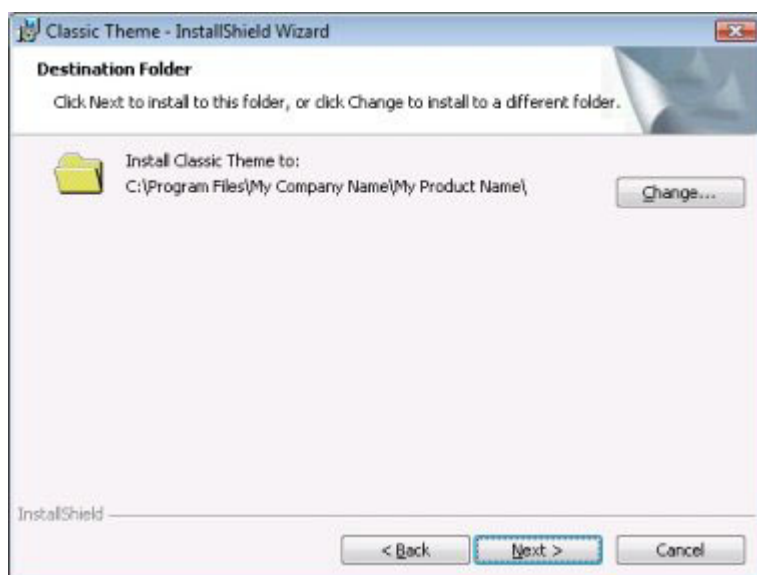 Classic Theme - InstallShield Wizard
Destination Folder
Click Next to install to this folder, or click Change to install to a different folder.
Install Classic Theme to:
C:\Program Files\My Company Name\My Product Name\
Change...
InstallShield
< Back
Next >
Cancel